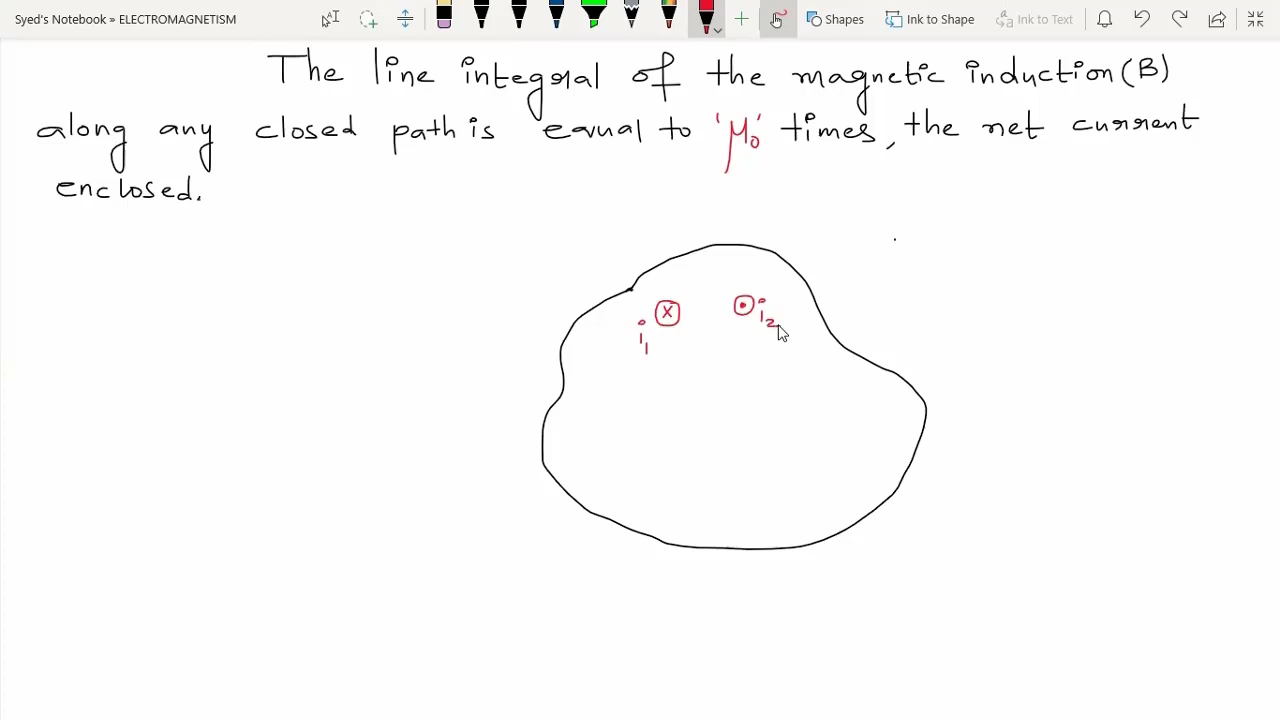 Syed's Notebook » ELECTROMAGNETISM
Shapes
Ink to Shape
Ink to Text
The line integral of the magnetic induction (B)
along any closed path is equal to 'μ₀' times, the net current
enclosed.
i₁ x
i₂